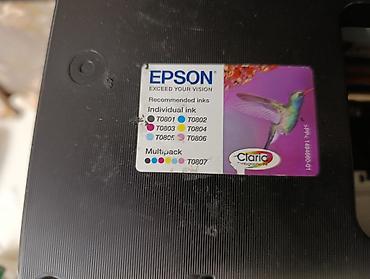 EPSON
EXCEED YOUR VISION
Recommended inks
Individual ink
T0801 T0802
T0803 T0804
T0805 T0806
Multipack
T0807
Claria